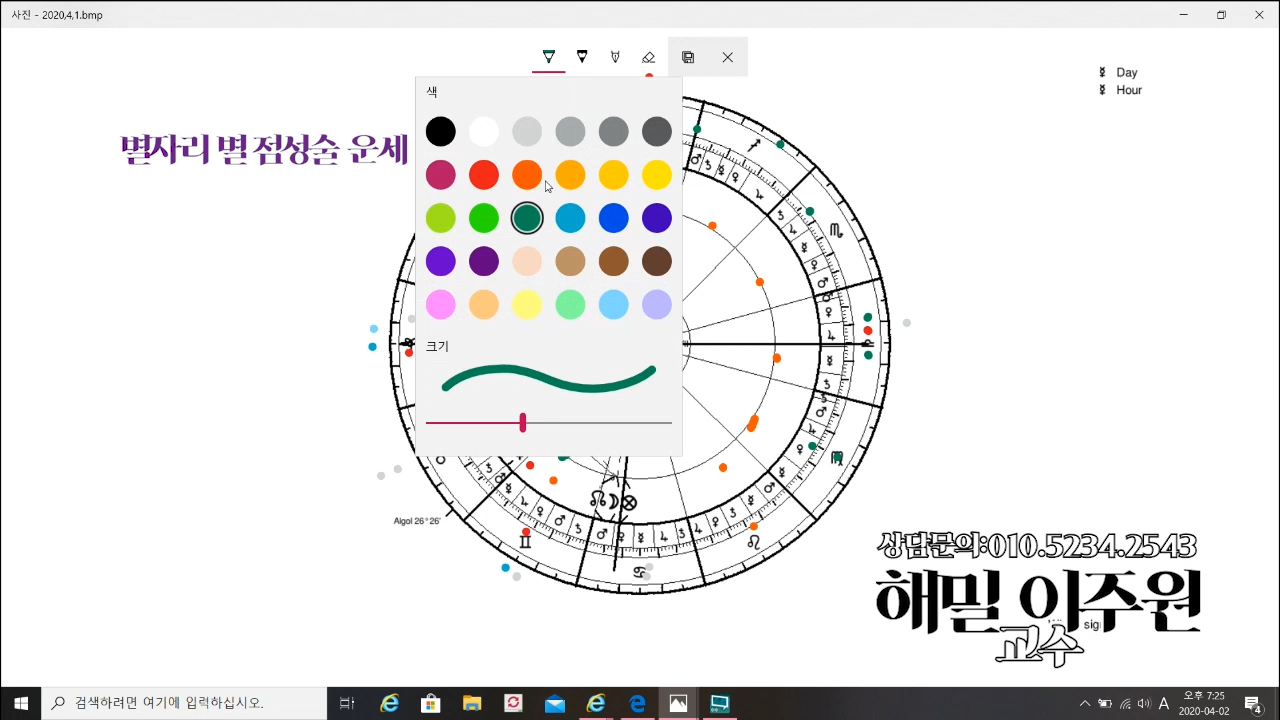 사진 - 2020,4,1.bmp
Day
Hour
색
별자리 별 점성술 운세
크기
Algol 26°26'
상담문의:010.5234.2543
해밀 이주원
교수
검색하려면 여기에 입력하십시오.
A
오후 7:25
2020-04-02
4